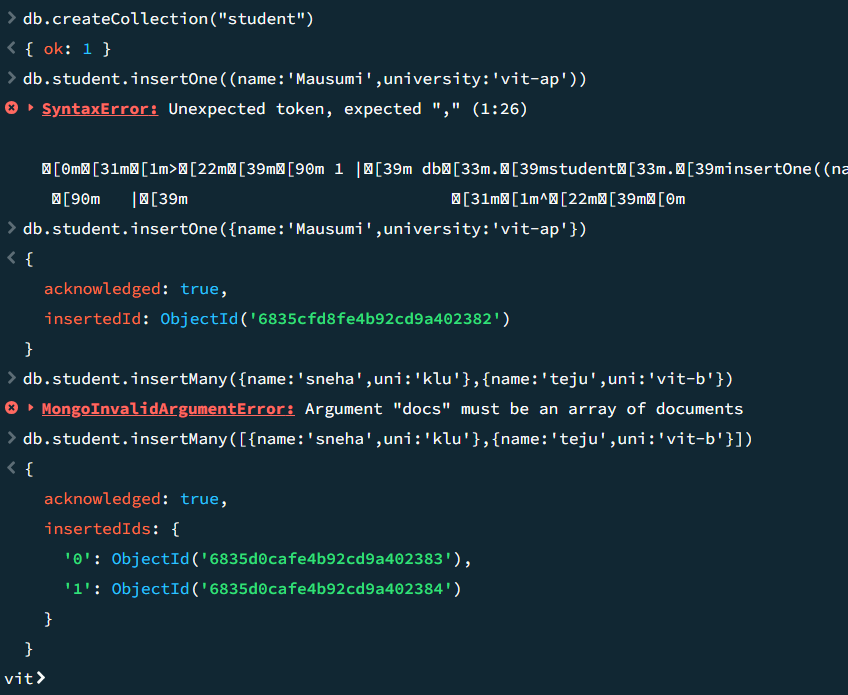 > db.createCollection("student")
< { ok: 1 }
> db.student.insertOne((name:'Mausumi',university:'vit-ap'))
▸ SyntaxError: Unexpected token, expected "," (1:26)
�[0m�[31m�[1m>�[22m�[39m�[90m 1 |�[39m db�[33m.�[39mstudent�[33m.�[39minsertOne((na
�[90m   |�[39m                          �[31m�[1m^�[22m�[39m�[0m
> db.student.insertOne({name:'Mausumi',university:'vit-ap'})
< {
acknowledged: true,
insertedId: ObjectId('6835cfd8fe4b92cd9a402382')
}
> db.student.insertMany({name:'sneha',uni:'klu'},{name:'teju',uni:'vit-b'})
▸ MongoInvalidArgumentError: Argument "docs" must be an array of documents
> db.student.insertMany([{name:'sneha',uni:'klu'},{name:'teju',uni:'vit-b'}])
< {
acknowledged: true,
insertedIds: {
'0': ObjectId('6835d0cafe4b92cd9a402383'),
'1': ObjectId('6835d0cafe4b92cd9a402384')
}
}
vit>